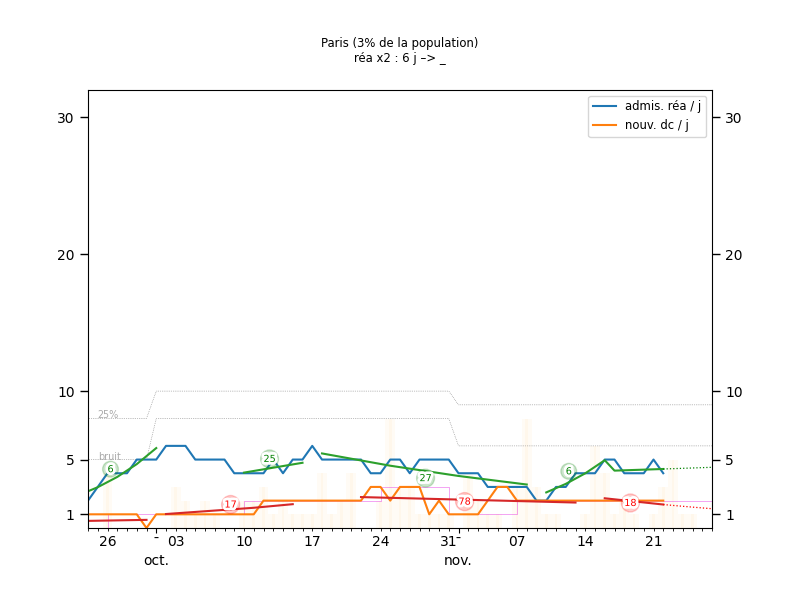 Paris (3% de la population)
réa x2 : 6 j –> _
admis. réa / j
nouv. dc / j
30 30
20 20
10 10
25%
bruit
5 5
6 25 27 6
17 78 18
1 1
26 - 03 10 17 24 31 - 07 14 21
oct. nov.